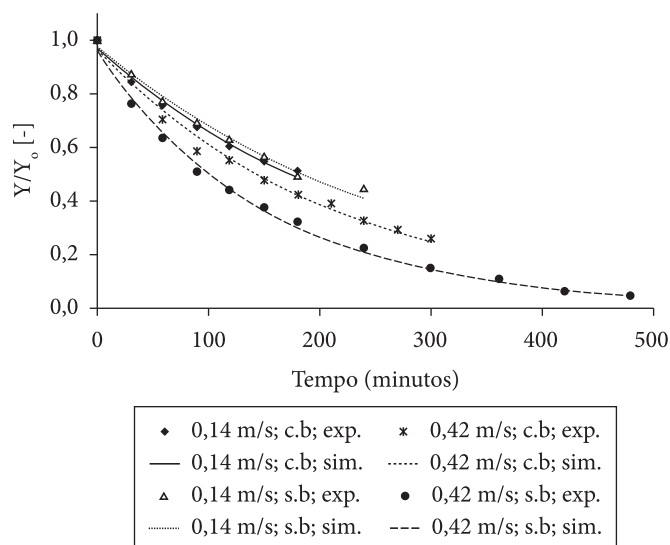 1,0
0,8
0,6
0,4
0,2
0,0
Y/Yo [-]
0 100 200 300 400 500
Tempo (minutos)
0,14 m/s; c.b; exp. 0,42 m/s; c.b; exp.
0,14 m/s; c.b; sim. 0,42 m/s; c.b; sim.
0,14 m/s; s.b; exp. 0,42 m/s; s.b; exp.
0,14 m/s; s.b; sim. 0,42 m/s; s.b; sim.